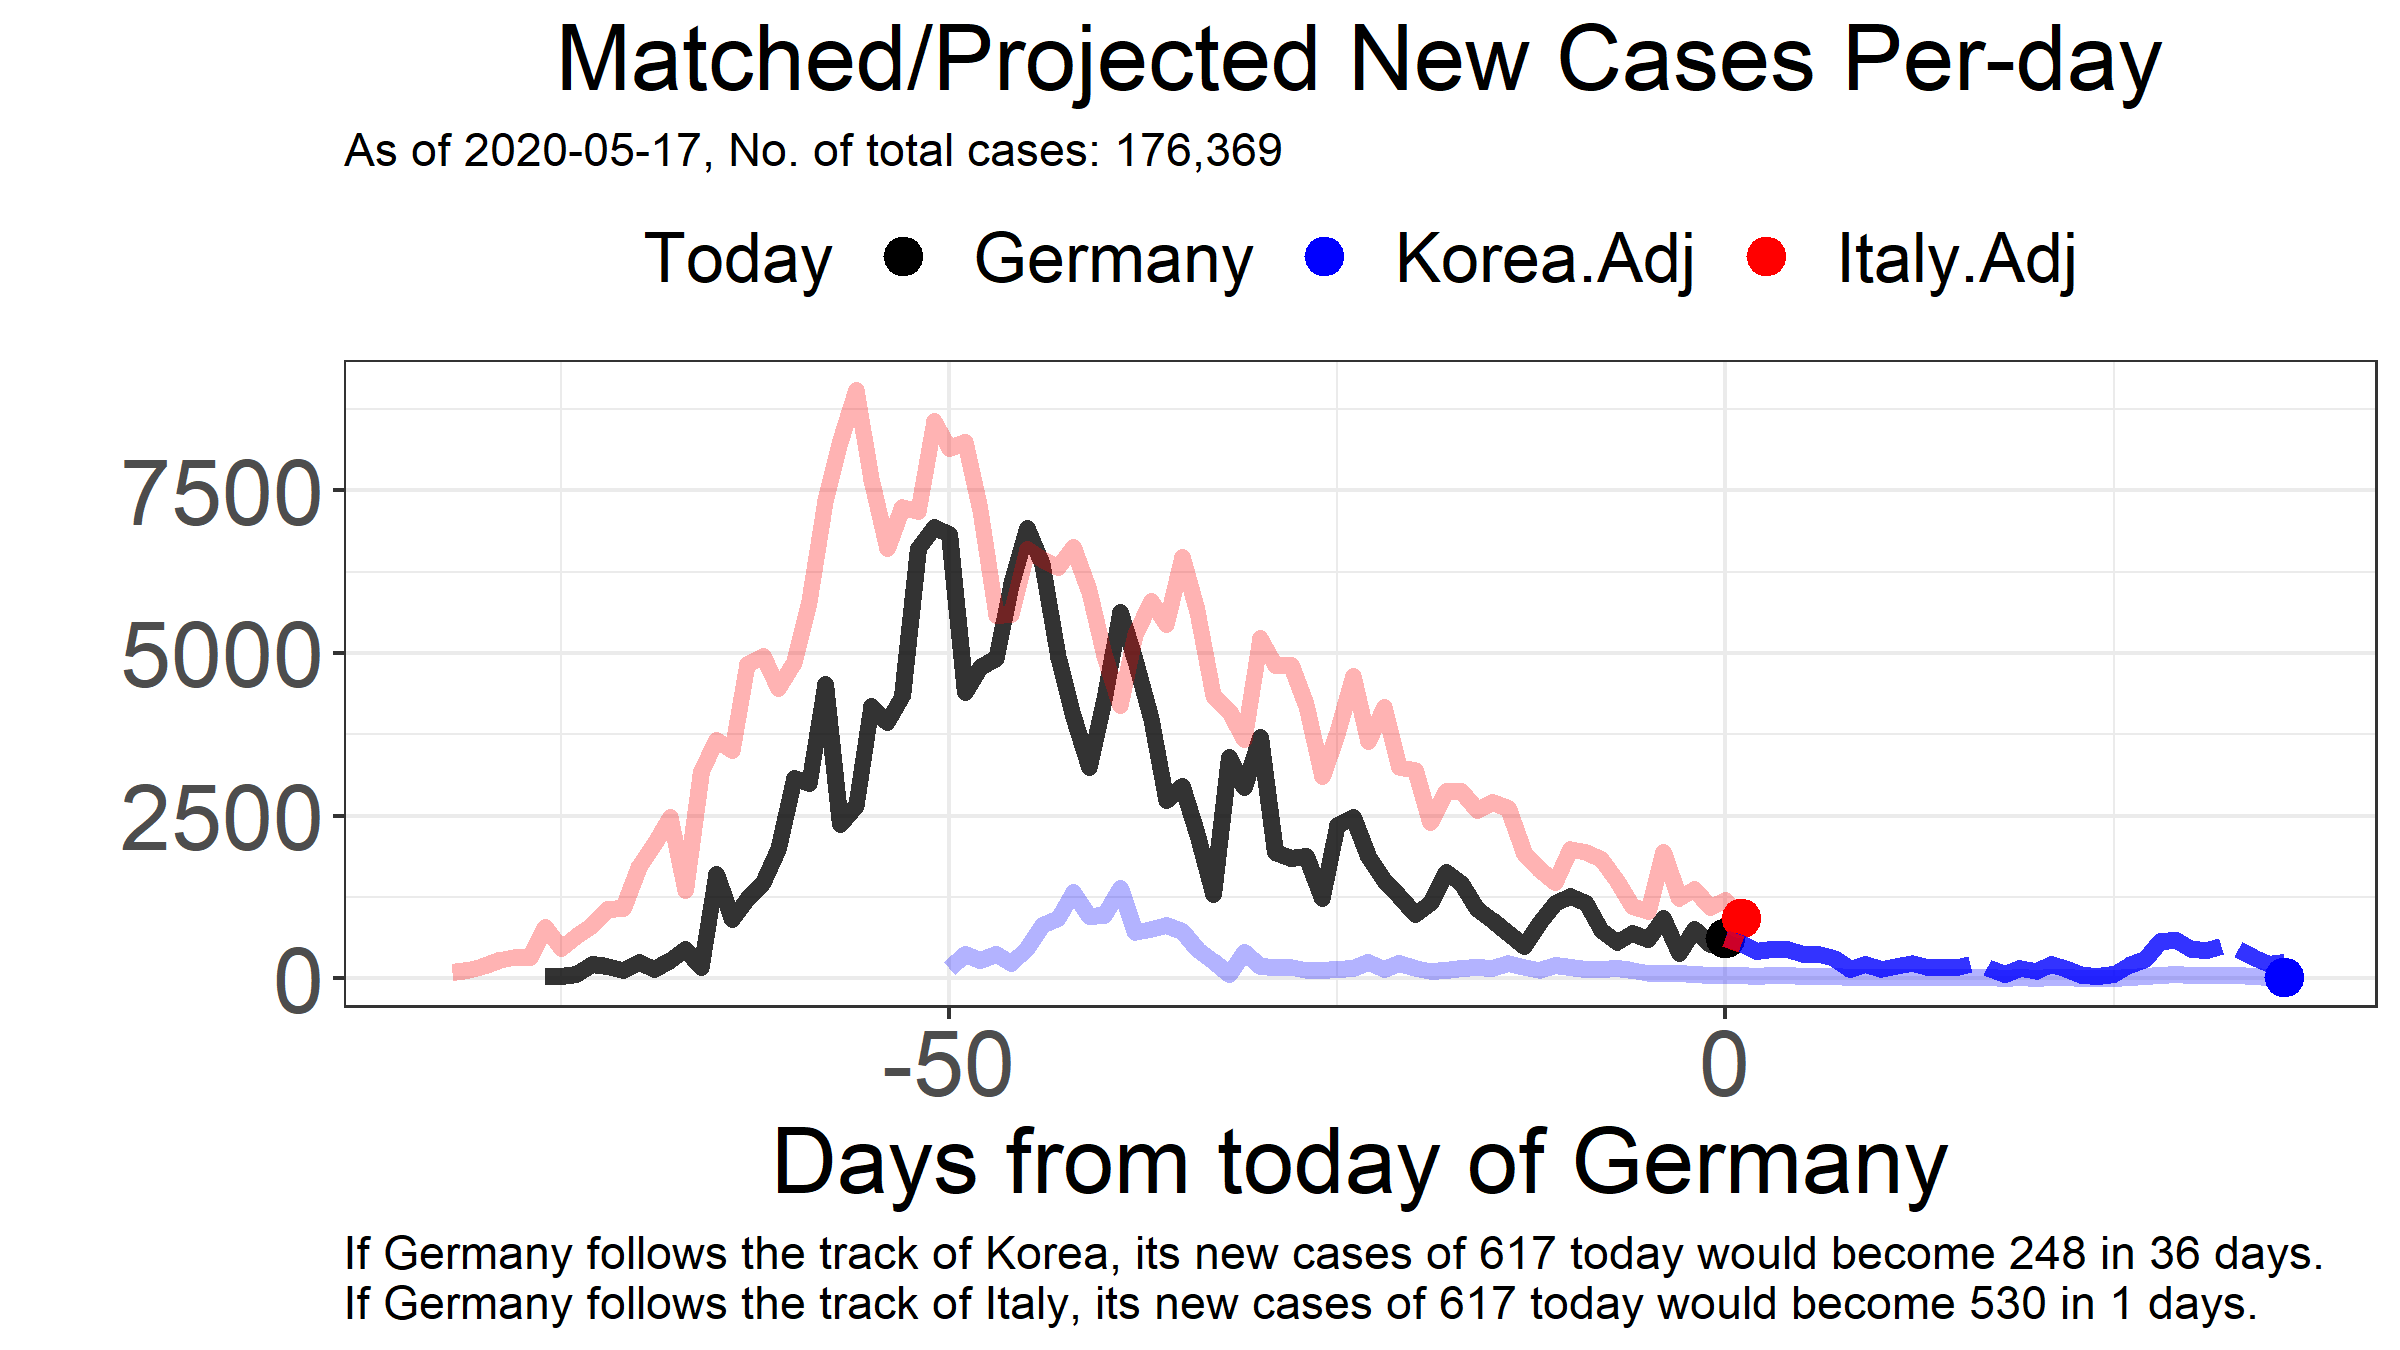 Matched/Projected New Cases Per-day
As of 2020-05-17, No. of total cases: 176,369
Today Germany Korea.Adj Italy.Adj
7500
5000
2500
0
-50 0
Days from today of Germany
If Germany follows the track of Korea, its new cases of 617 today would become 248 in 36 days.
If Germany follows the track of Italy, its new cases of 617 today would become 530 in 1 days.